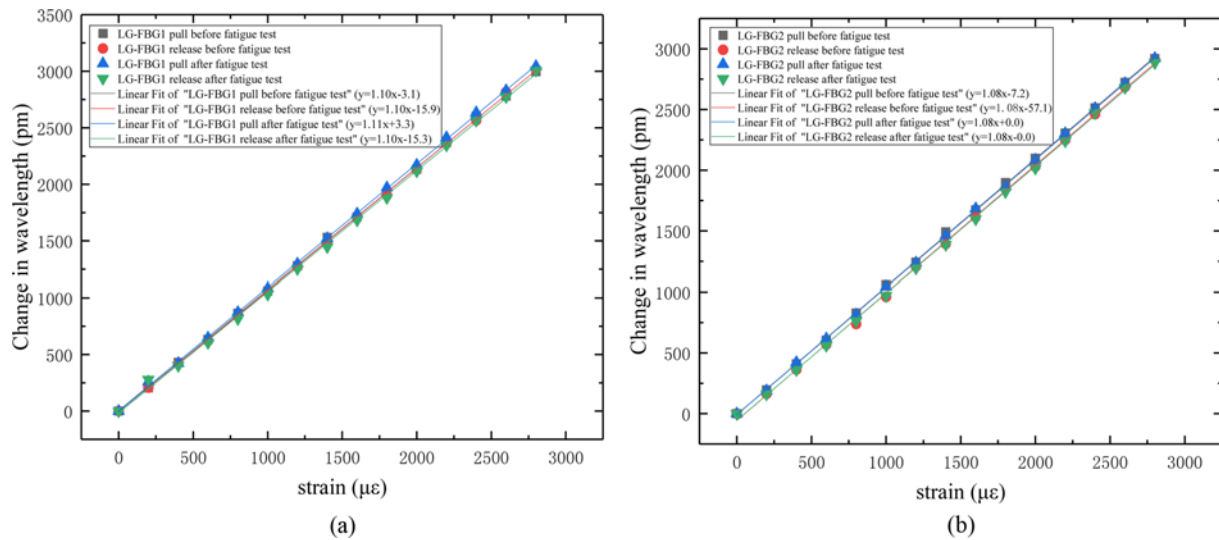 3500
3000
2500
2000
1500
1000
500
0
Change in wavelength (pm)
LG-FBG1 pull before fatigue test
LG-FBG1 release before fatigue test
LG-FBG1 pull after fatigue test
LG-FBG1 release after fatigue test
Linear Fit of "LG-FBG1 pull before fatigue test" (y=1.10x-3.1)
Linear Fit of "LG-FBG1 release before fatigue test" (y=1.10x-15.9)
Linear Fit of "LG-FBG1 pull after fatigue test" (y=1.11x+3.3)
Linear Fit of "LG-FBG1 release after fatigue test" (y=1.10x-15.3)
0 500 1000 1500 2000 2500 3000
strain (με)
(a)
3000
2500
2000
1500
1000
500
0
Change in wavelength (pm)
LG-FBG2 pull before fatigue test
LG-FBG2 release before fatigue test
LG-FBG2 pull after fatigue test
LG-FBG2 release after fatigue test
Linear Fit of "LG-FBG2 pull before fatigue test" (y=1.08x-7.2)
Linear Fit of "LG-FBG2 release before fatigue test" (y=1.08x-57.1)
Linear Fit of "LG-FBG2 pull after fatigue test" (y=1.08x+0.0)
Linear Fit of "LG-FBG2 release after fatigue test" (y=1.08x-0.0)
0 500 1000 1500 2000 2500 3000
strain (με)
(b)